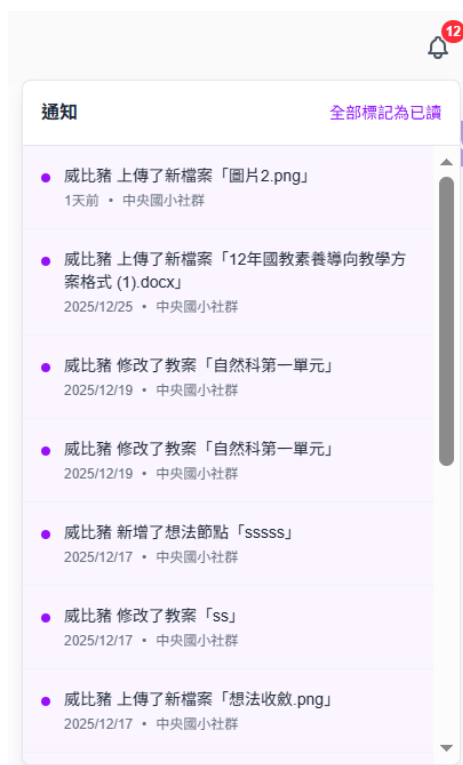 12
通知
全部標記為已讀
威比豬 上傳了新檔案「圖片2.png」
1天前 • 中央國小社群
威比豬 上傳了新檔案「12年國教素養導向教學方
案格式 (1).docx」
2025/12/25 • 中央國小社群
威比豬 修改了教案「自然科第一單元」
2025/12/19 • 中央國小社群
威比豬 修改了教案「自然科第一單元」
2025/12/19 • 中央國小社群
威比豬 新增了想法節點「sssss」
2025/12/17 • 中央國小社群
威比豬 修改了教案「ss」
2025/12/17 • 中央國小社群
威比豬 上傳了新檔案「想法收斂.png」
2025/12/17 • 中央國小社群